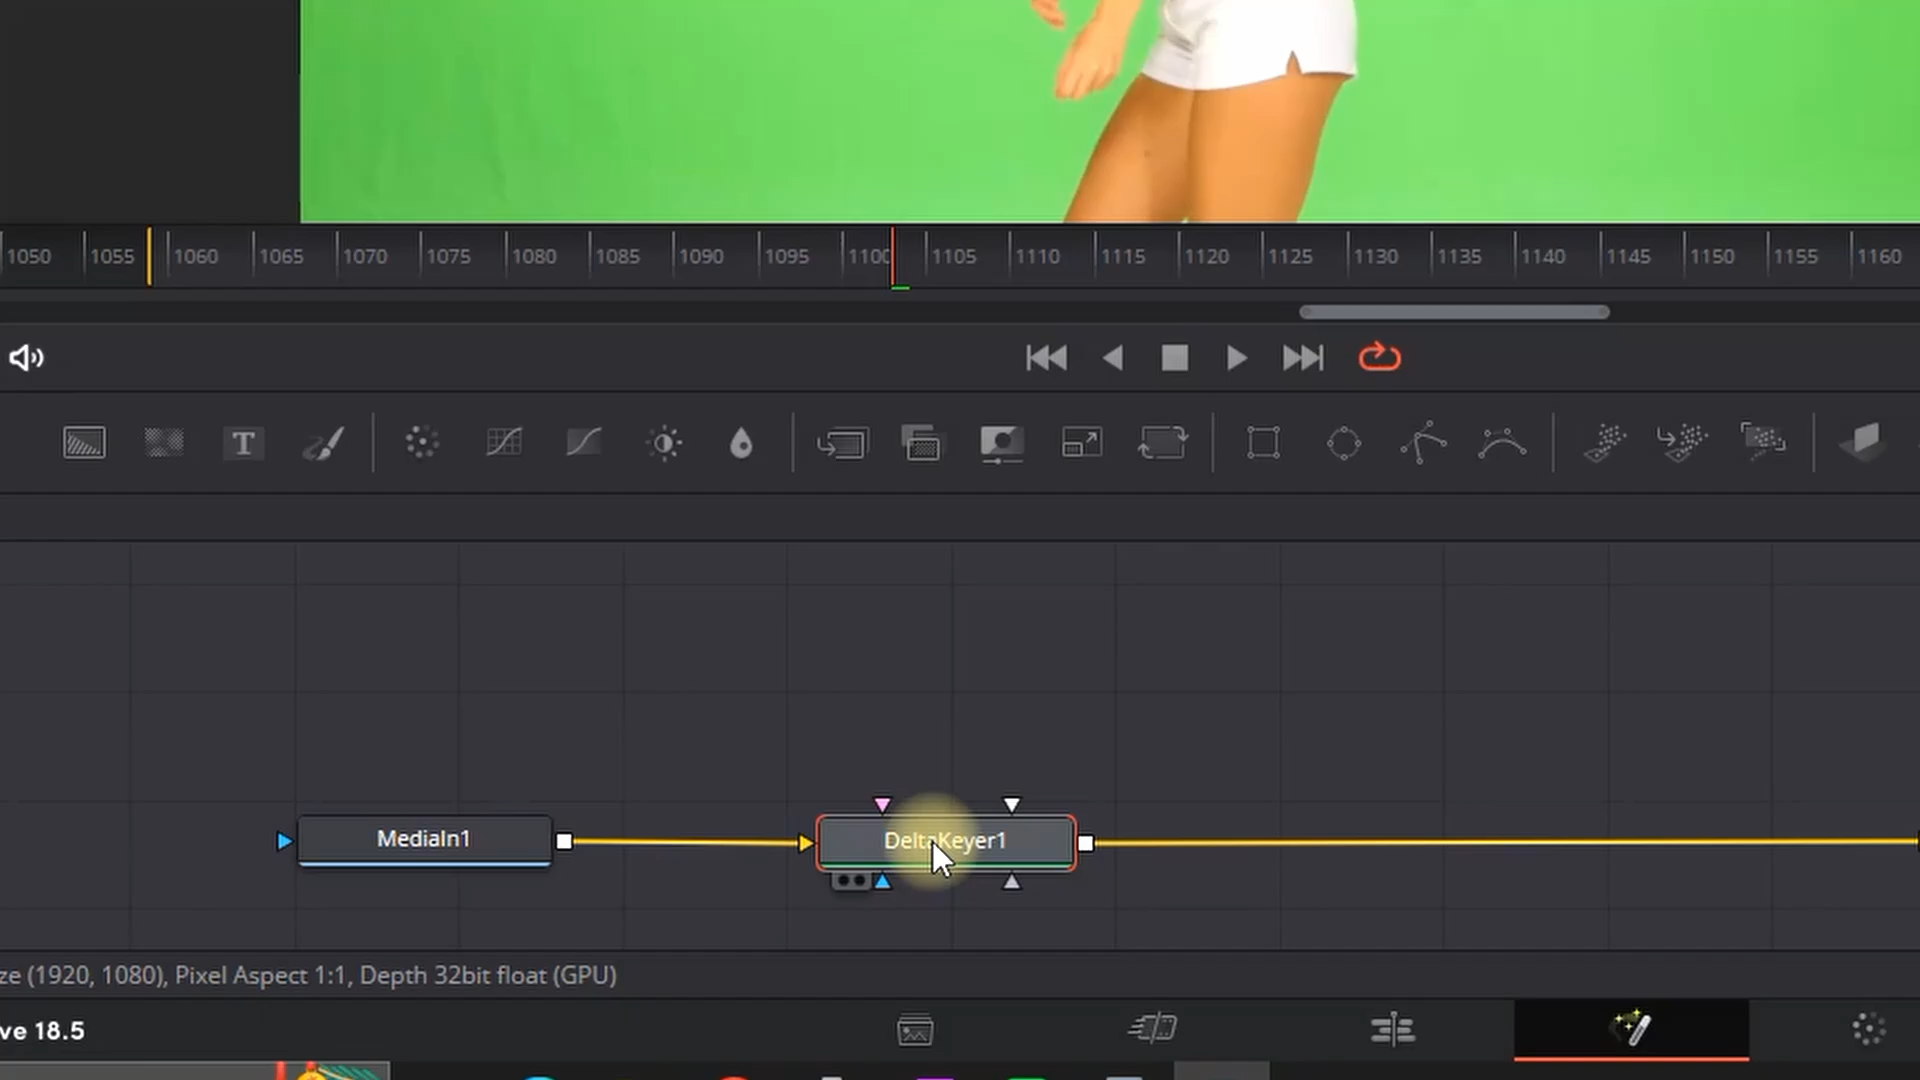 1050 1055 1060 1065 1070 1075 1080 1085 1090 1095 1100 1105 1110 1115 1120 1125 1130 1135 1140 1145 1150 1155 1160
T
MediaIn1
DeltaKeyer1
ze (1920, 1080), Pixel Aspect 1:1, Depth 32bit float (GPU)
ve 18.5